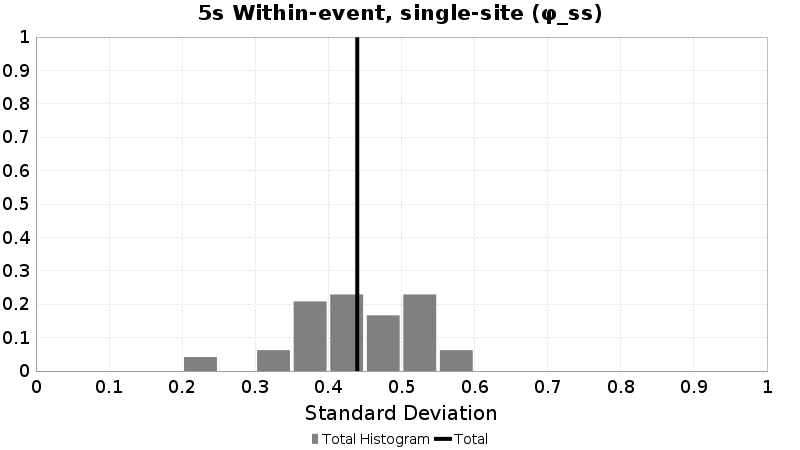 5s Within-event, single-site (φ_ss)
1
0.9
0.8
0.7
0.6
0.5
0.4
0.3
0.2
0.1
0
0 0.1 0.2 0.3 0.4 0.5 0.6 0.7 0.8 0.9 1
Standard Deviation
Total Histogram Total